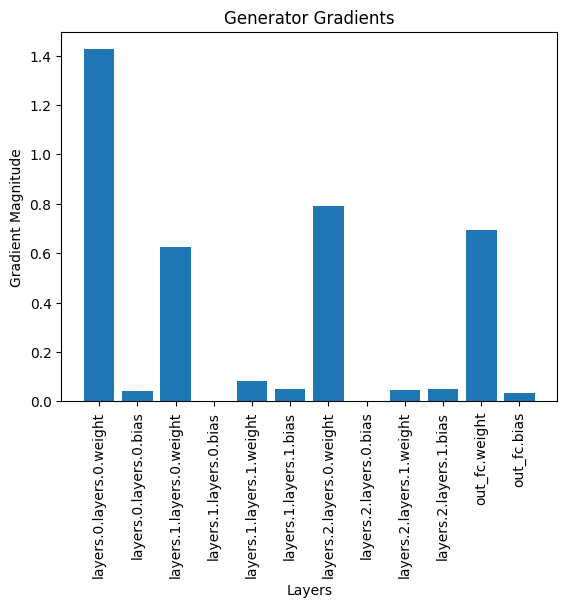 Generator Gradients
Gradient Magnitude
1.4
1.2
1.0
0.8
0.6
0.4
0.2
0.0
layers.0.layers.0.weight
layers.0.layers.0.bias
layers.1.layers.0.weight
layers.1.layers.0.bias
layers.1.layers.1.weight
layers.1.layers.1.bias
layers.2.layers.0.weight
layers.2.layers.0.bias
layers.2.layers.1.weight
layers.2.layers.1.bias
out_fc.weight
out_fc.bias
Layers